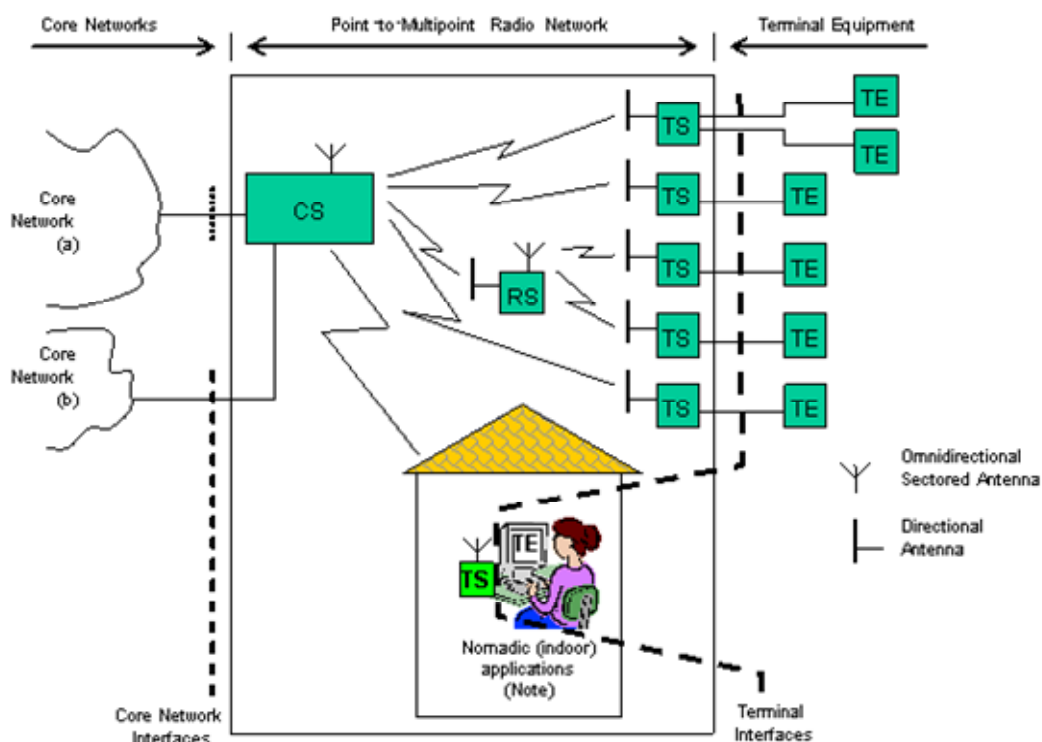 Core Networks
Point-to-Multipoint Radio Network
Terminal Equipment
TE
TS
TE
Core
Network
(a)
CS
TS
TE
TS
TE
RS
TS
TE
Core
Network
(b)
TS
TE
Omnidirectional
Sectored Antenna
Directional
Antenna
TE
TS
Nomadic (indoor)
applications
(Note)
Core Network
Interfaces
Terminal
Interfaces